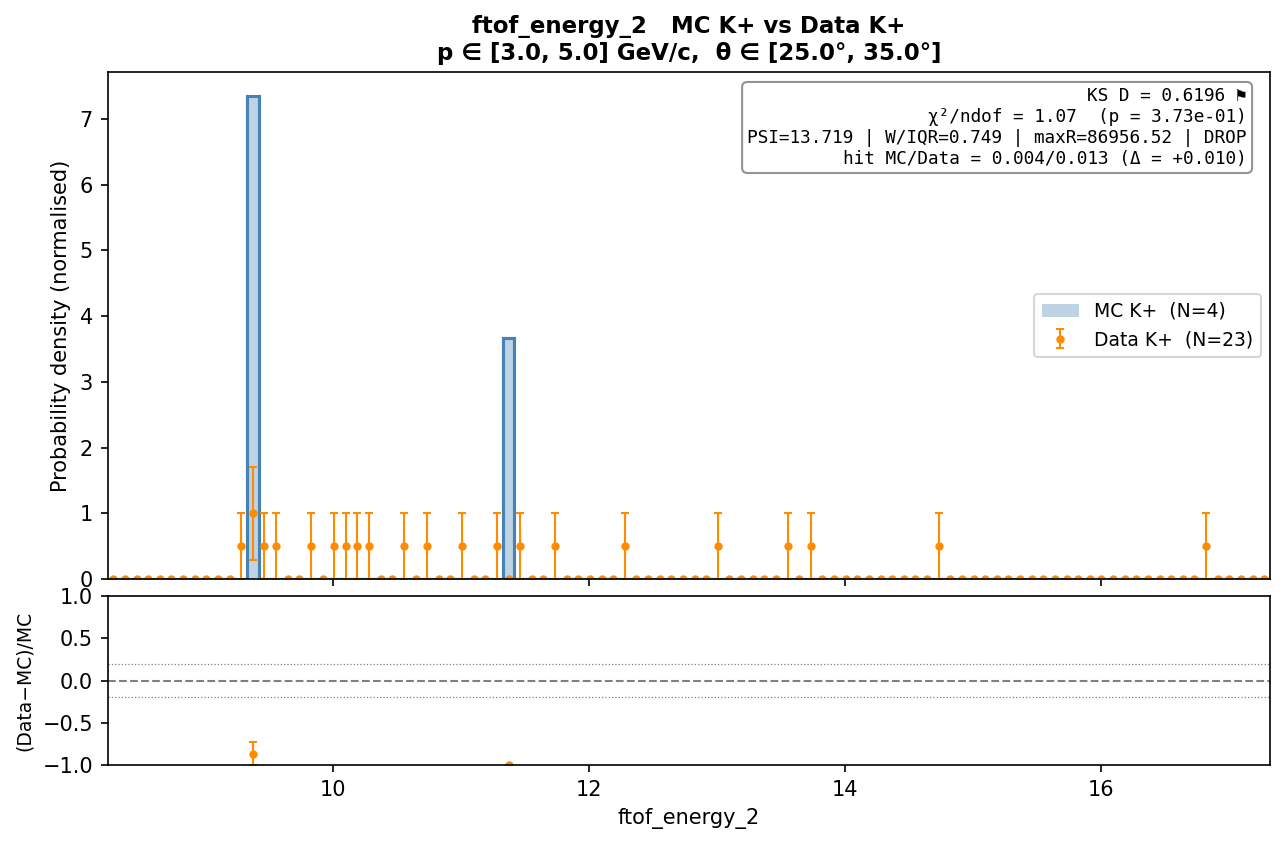 ftof_energy_2   MC K+ vs Data K+
p ∈ [3.0, 5.0] GeV/c,  θ ∈ [25.0°, 35.0°]
KS D = 0.6196 ⚑
χ²/ndof = 1.07  (p = 3.73e-01)
PSI=13.719 | W/IQR=0.749 | maxR=86956.52 | DROP
hit MC/Data = 0.004/0.013 (Δ = +0.010)
MC K+  (N=4)
Data K+  (N=23)
Probability density (normalised)
7
6
5
4
3
2
1
0
(Data−MC)/MC
1.0
0.5
0.0
−0.5
−1.0
10
12
14
16
ftof_energy_2